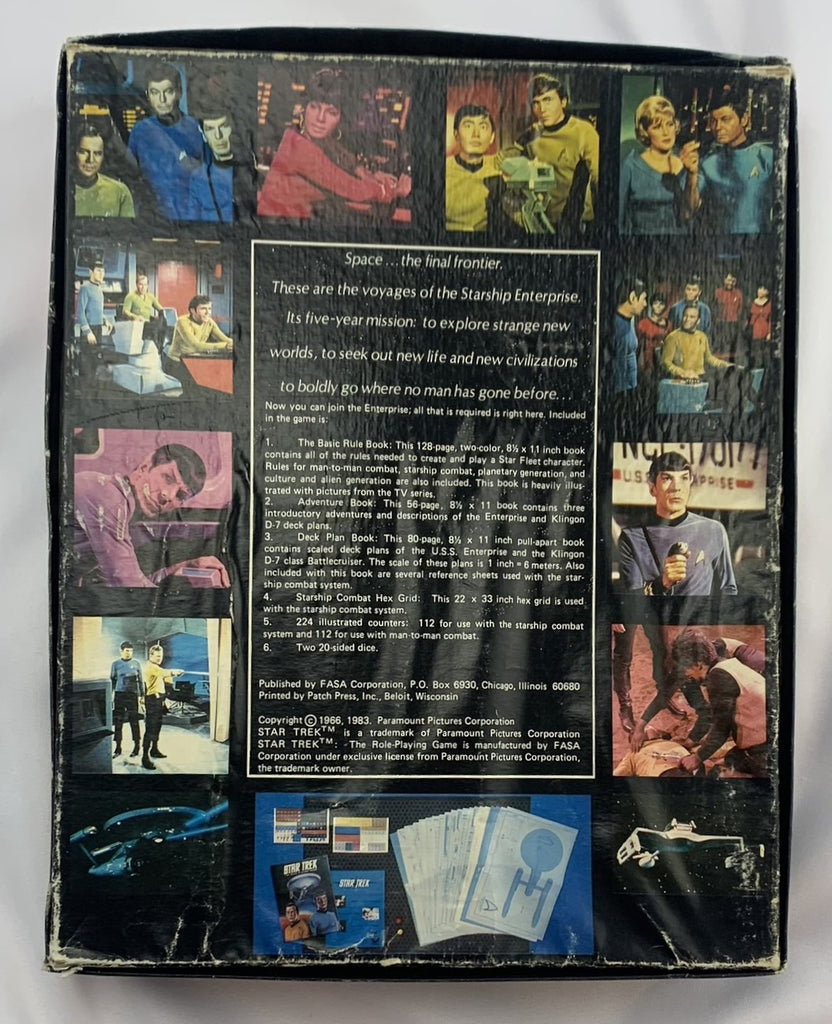 Space...the final frontier.
These are the voyages of the Starship Enterprise.
Its five-year mission: to explore strange new
worlds, to seek out new life and new civilizations
to boldly go where no man has gone before...
Now you can join the Enterprise; all that is required is right here. Included
in the game is:
1. The Basic Rule Book: This 128-page, two-color, 8½ x 11 inch book
contains all of the rules needed to create and play a Star Fleet character.
Rules for man-to-man combat, starship combat, planetary generation, and
culture and alien generation are also included. This book is heavily illus-
trated with pictures from the TV series.
2. Adventure Book: This 56-page, 8½ x 11 book contains three
introductory adventures and descriptions of the Enterprise and Klingon
D-7 deck plans.
3. Deck Plan Book: This 80-page, 8½ x 11 inch pull-apart book
contains scaled deck plans of the U.S.S. Enterprise and the Klingon
D-7 class Battlecruiser. The scale of these plans is 1 inch = 6 meters. Also
included with this book are several reference sheets used with the star-
ship combat system.
4. Starship Combat Hex Grid: This 22 x 33 inch hex grid is used
with the starship combat system.
5. 224 illustrated counters: 112 for use with the starship combat
system and 112 for use with man-to-man combat.
6. Two 20-sided dice.
Published by FASA Corporation, P.O. Box 6930, Chicago, Illinois 60680
Printed by Patch Press, Inc., Beloit, Wisconsin
Copyright © 1966, 1983. Paramount Pictures Corporation
STAR TREK™ is a trademark of Paramount Pictures Corporation
STAR TREK™: The Role-Playing Game is manufactured by FASA
Corporation under exclusive license from Paramount Pictures Corporation,
the trademark owner.
STAR TREK
STAR TREK